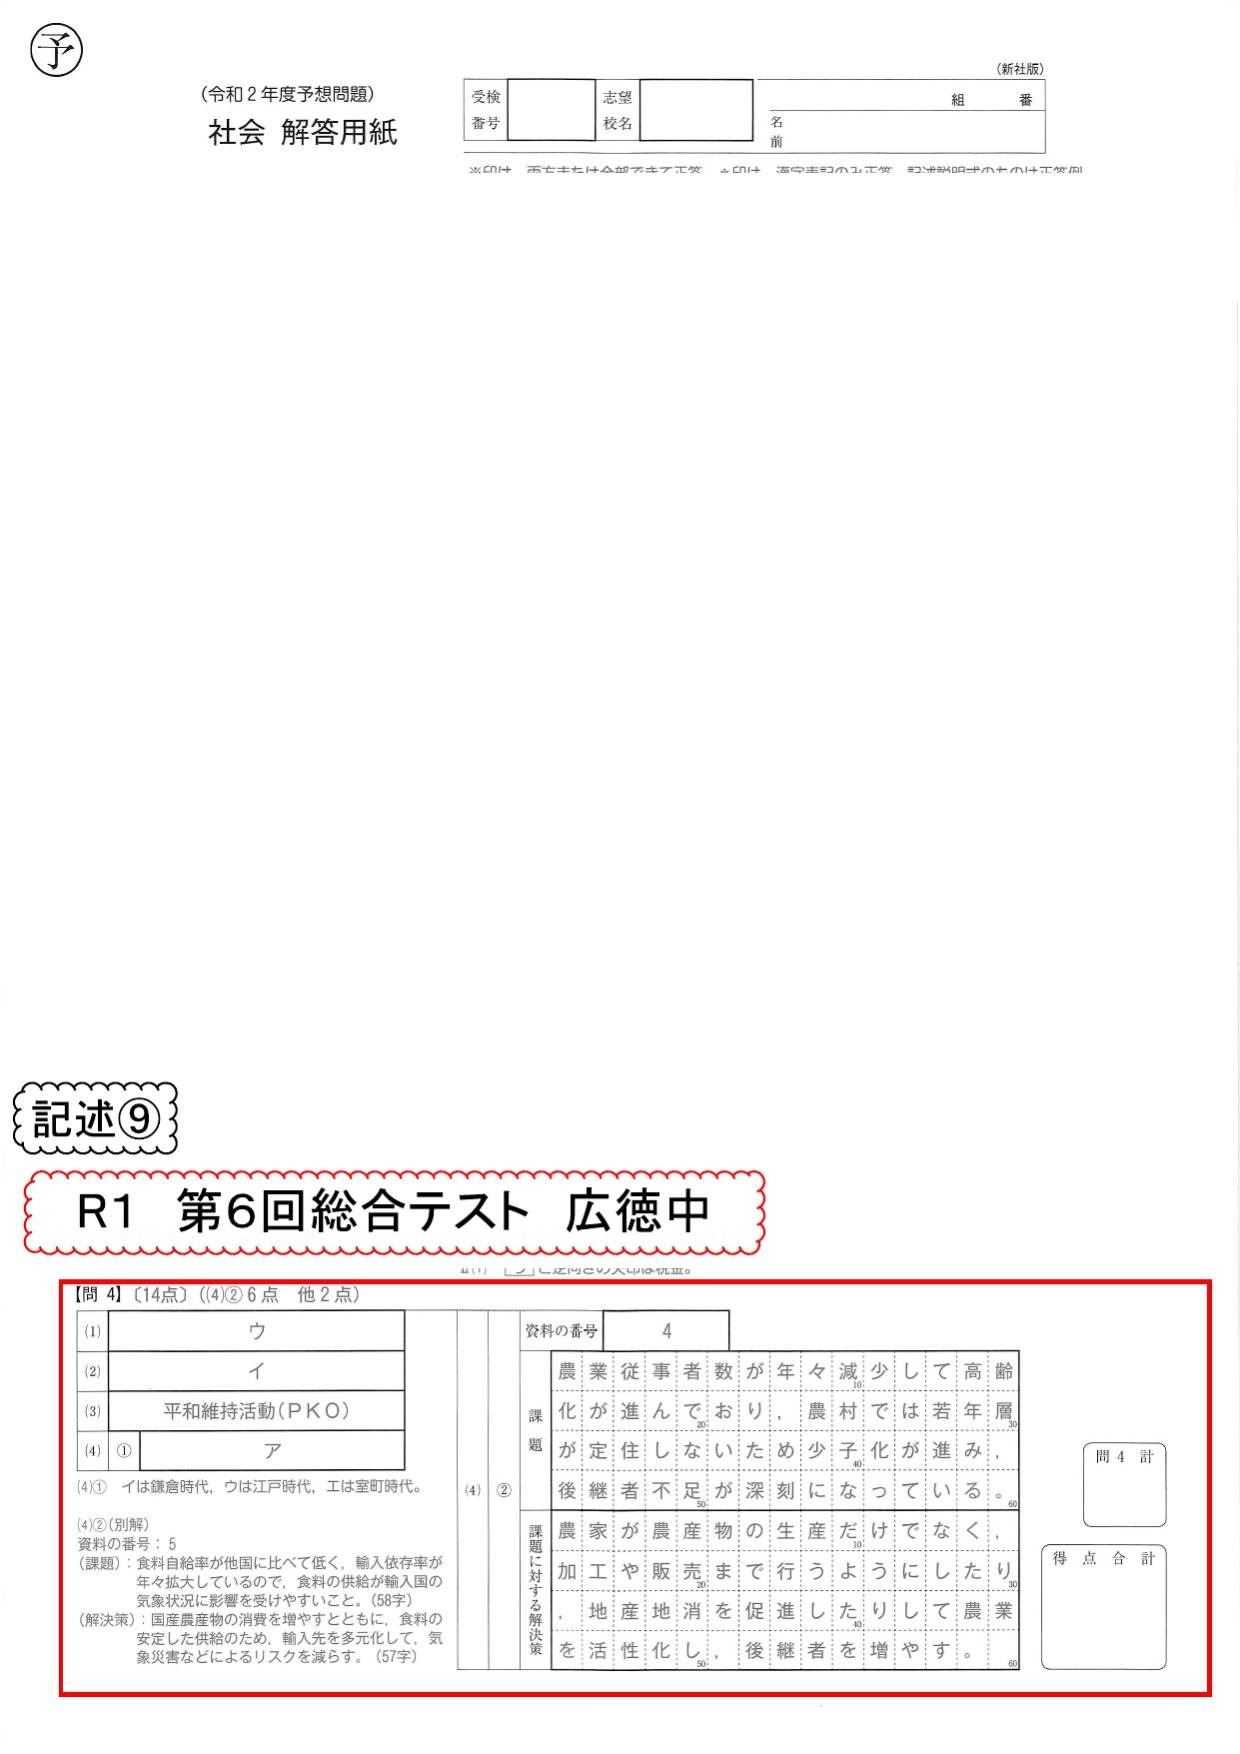 予
（新社版）
（令和２年度予想問題）
社会 解答用紙
受検
番号
志望
校名
組 番
名
前
記述⑨
R1 第6回総合テスト 広徳中
【問 4】〔14点〕（⑷②６点 他２点）
⑴ ウ
⑵ イ
⑶ 平和維持活動（ＰＫＯ）
⑷ ① ア
⑷① イは鎌倉時代，ウは江戸時代，エは室町時代。
⑷②（別解）
資料の番号：5
（課題）：食料自給率が他国に比べて低く，輸入依存率が
年々拡大しているので，食料の供給が輸入国の
気象状況に影響を受けやすいこと。（58字）
（解決策）：国産農産物の消費を増やすとともに，食料の
安定した供給のため，輸入先を多元化して，気
象災害などによるリスクを減らす。（57字）
⑷ ②
資料の番号 4
課題
農業従事者数が年々減少して高齢
10
化が進んでおり，農村では若年層
20 30
が定住しないため少子化が進み，
40
後継者不足が深刻になっている。
50 60
課題に対する解決策
農家が農産物の生産だけでなく，
10
加工や販売まで行うようにしたり
20 30
，地産地消を促進したりして農業
40
を活性化し，後継者を増やす。
50 60
問 4 計
得点合計